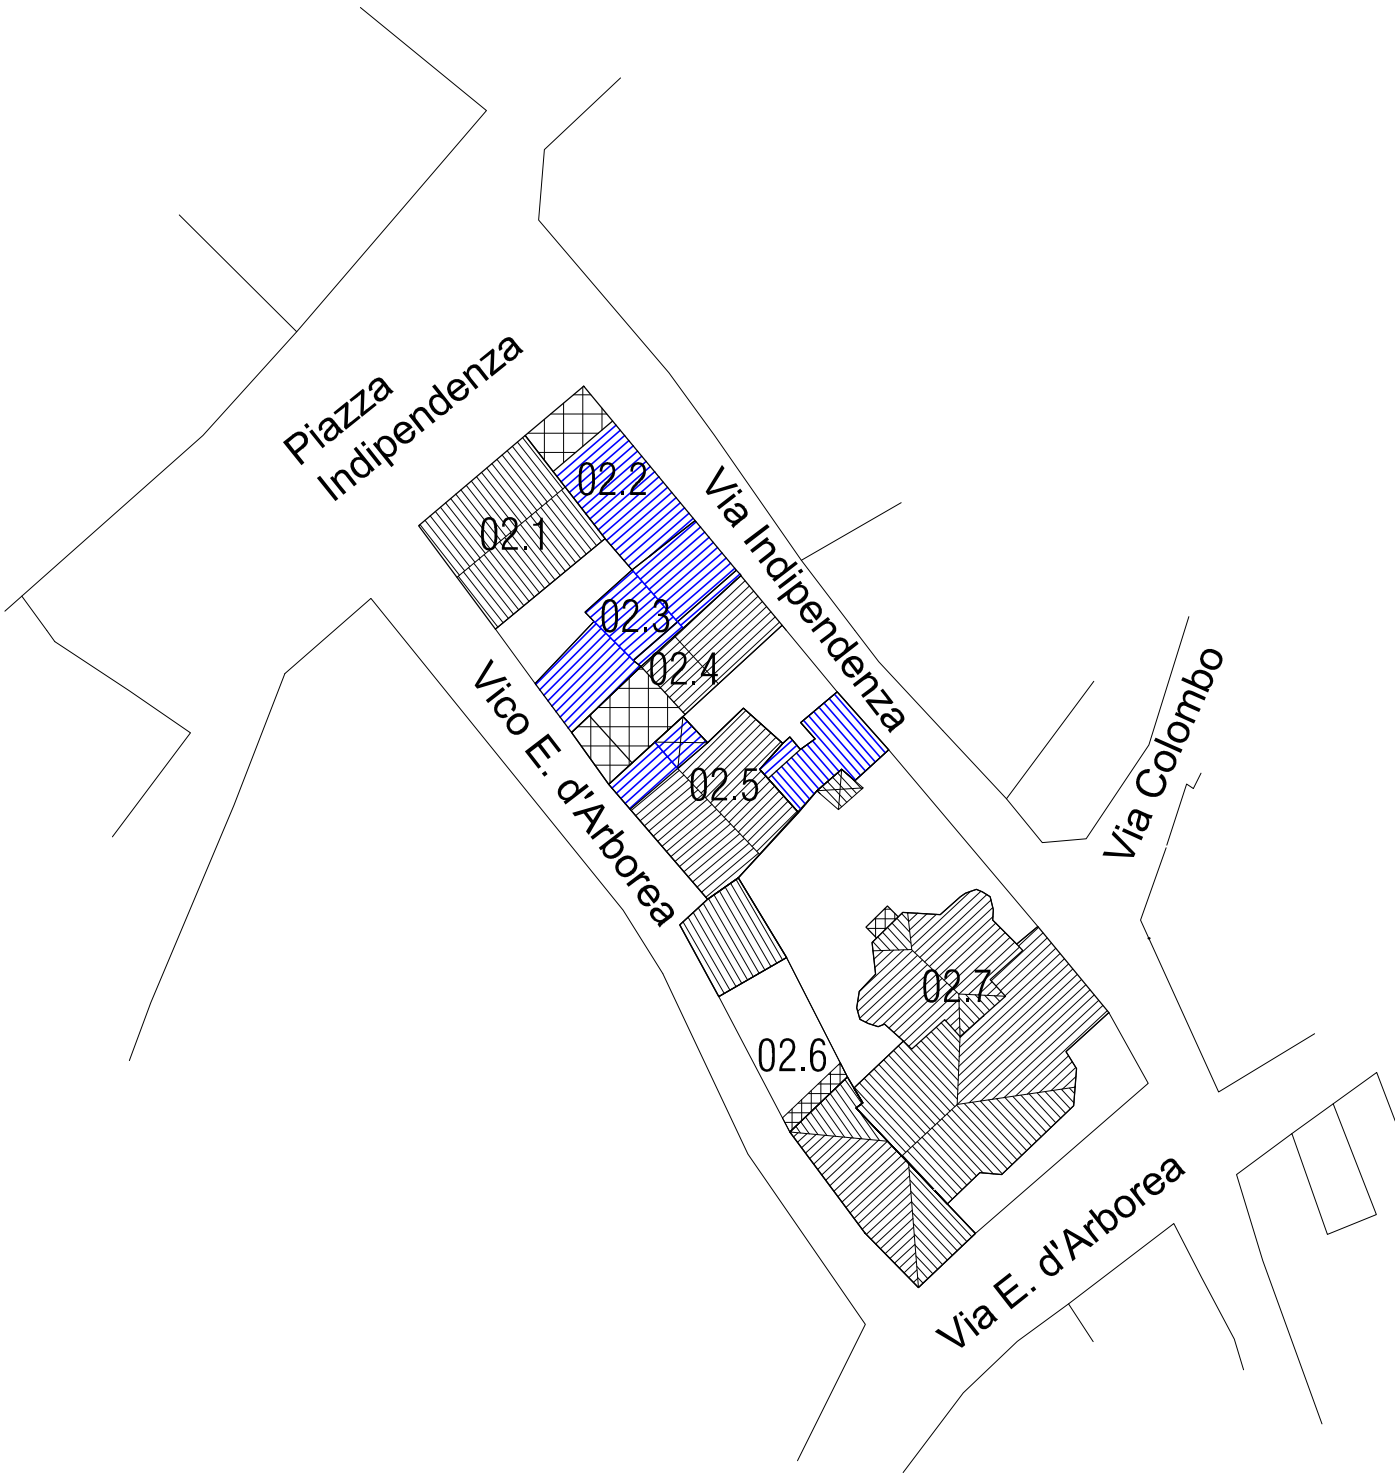 Piazza
Indipendenza
02.2
02.1
Via Indipendenza
02.3
02.4
Vico E. d'Arborea
02.5
Via Colombo
02.7
02.6
Via E. d'Arborea